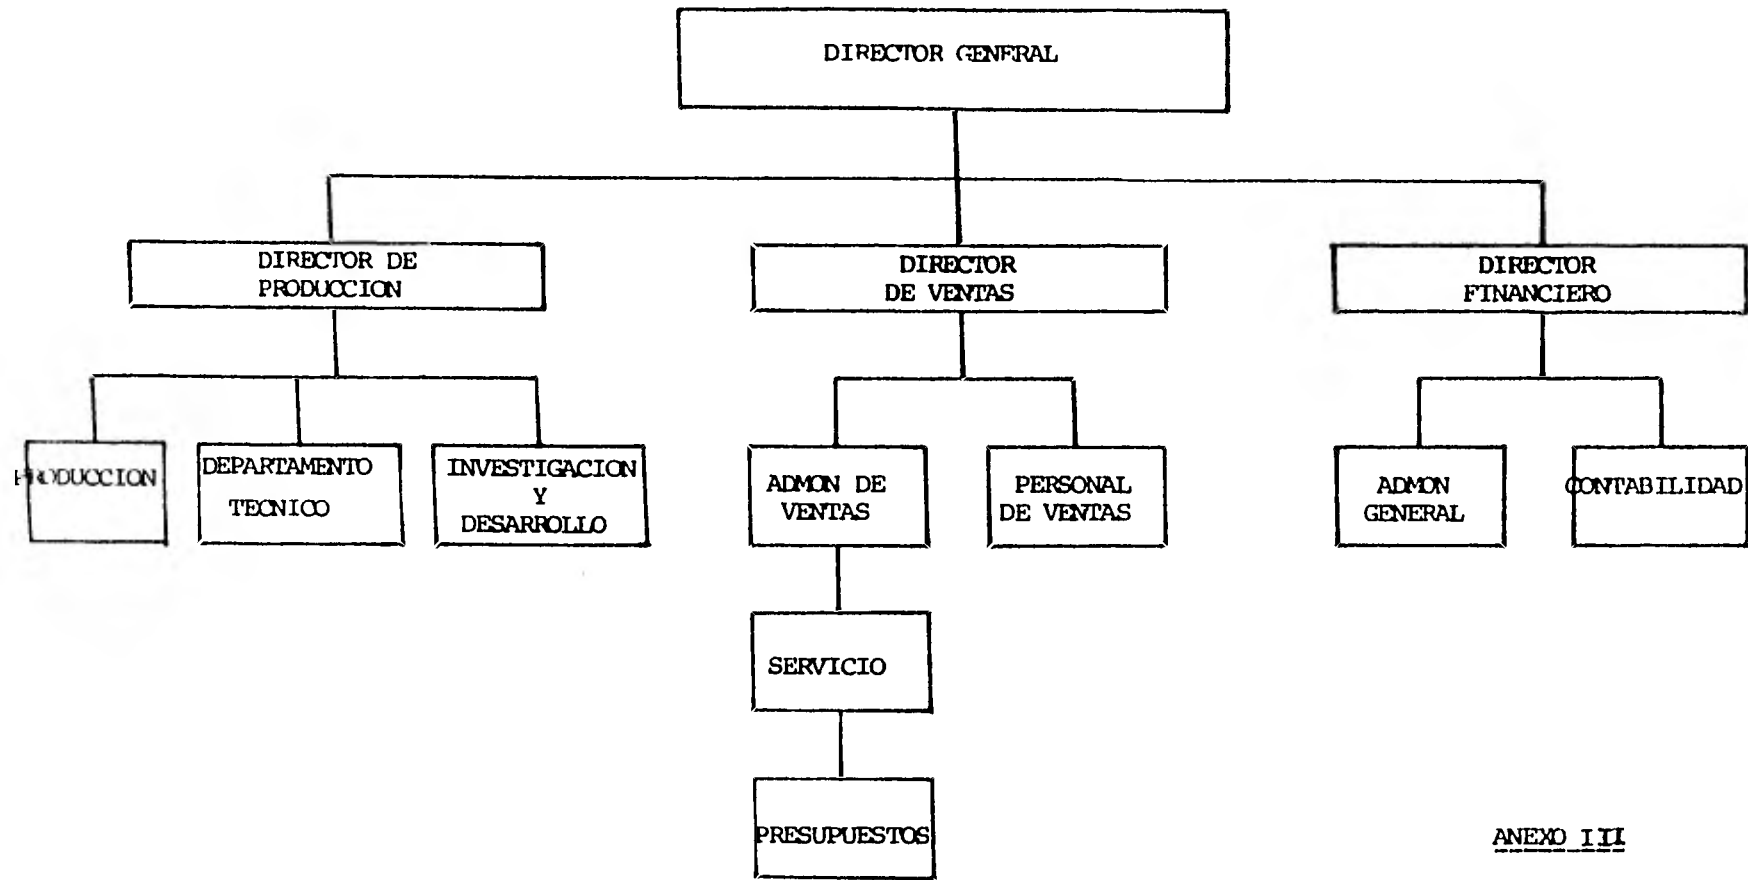 DIRECTOR GENERAL
DIRECTOR DE
PRODUCCION
DIRECTOR
DE VENTAS
DIRECTOR
FINANCIERO
PRODUCCION
DEPARTAMENTO
TECNICO
INVESTIGACION
Y
DESARROLLO
ADMON DE
VENTAS
PERSONAL
DE VENTAS
ADMON
GENERAL
CONTABILIDAD
SERVICIO
PRESUPUESTOS
ANEXO III